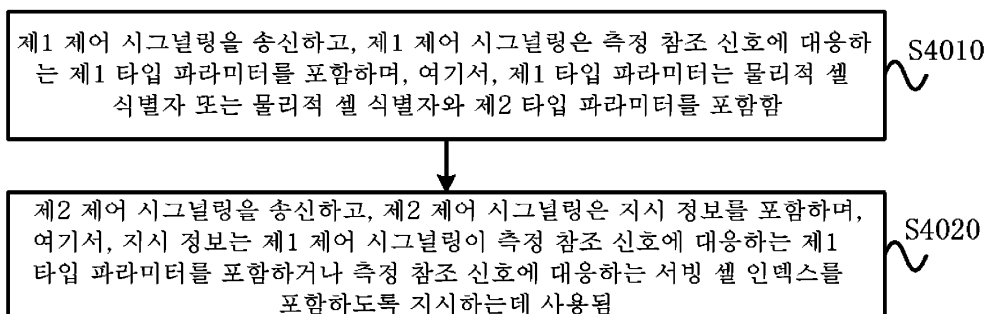 제1 제어 시그널링을 송신하고, 제1 제어 시그널링은 측정 참조 신호에 대응하
는 제1 타입 파라미터를 포함하며, 여기서, 제1 타입 파라미터는 물리적 셀
식별자 또는 물리적 셀 식별자와 제2 타입 파라미터를 포함함
S4010
제2 제어 시그널링을 송신하고, 제2 제어 시그널링은 지시 정보를 포함하며,
여기서, 지시 정보는 제1 제어 시그널링이 측정 참조 신호에 대응하는 제1
타입 파라미터를 포함하거나 측정 참조 신호에 대응하는 서빙 셀 인덱스를
포함하도록 지시하는데 사용됨
S4020